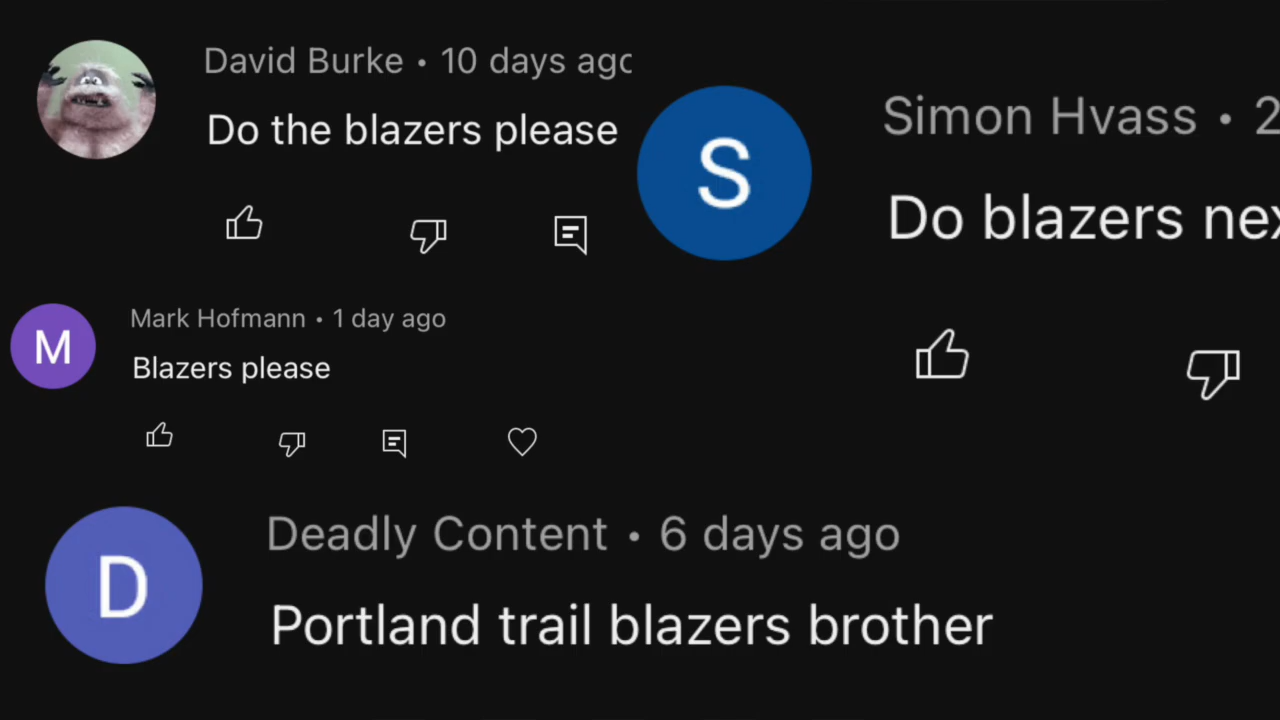 David Burke • 10 days ago
Do the blazers please
S
Simon Hvass • 2
Do blazers nex
M
Mark Hofmann • 1 day ago
Blazers please
D
Deadly Content • 6 days ago
Portland trail blazers brother